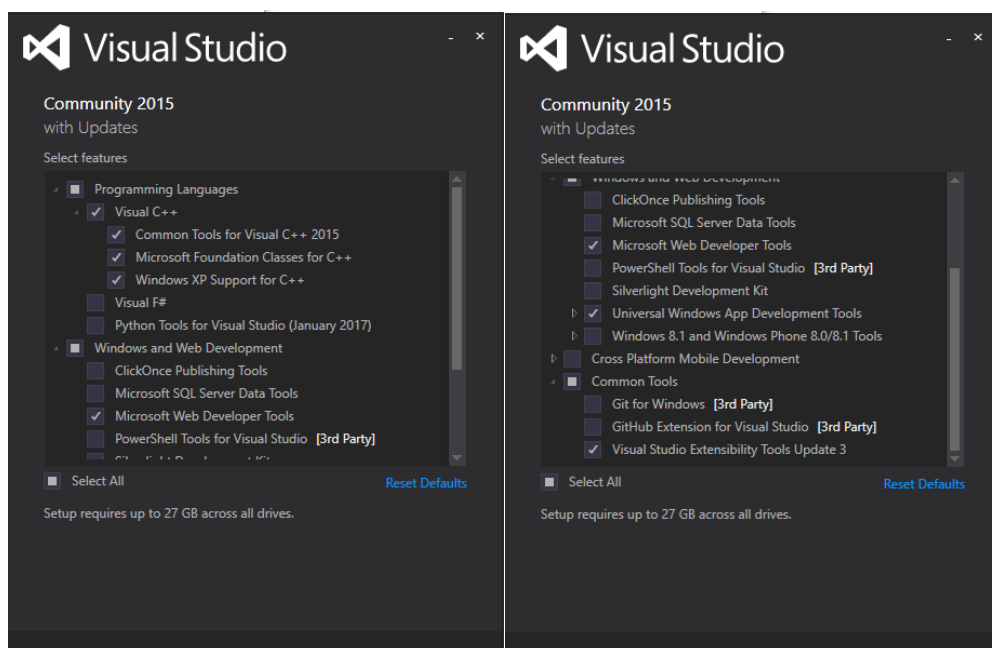 Visual Studio
Community 2015
with Updates
Select features
Programming Languages
Visual C++
Common Tools for Visual C++ 2015
Microsoft Foundation Classes for C++
Windows XP Support for C++
Visual F#
Python Tools for Visual Studio (January 2017)
Windows and Web Development
ClickOnce Publishing Tools
Microsoft SQL Server Data Tools
Microsoft Web Developer Tools
PowerShell Tools for Visual Studio [3rd Party]
Select All
Reset Defaults
Setup requires up to 27 GB across all drives.
Visual Studio
Community 2015
with Updates
Select features
Windows and Web Development
ClickOnce Publishing Tools
Microsoft SQL Server Data Tools
Microsoft Web Developer Tools
PowerShell Tools for Visual Studio [3rd Party]
Silverlight Development Kit
Universal Windows App Development Tools
Windows 8.1 and Windows Phone 8.0/8.1 Tools
Cross Platform Mobile Development
Common Tools
Git for Windows [3rd Party]
GitHub Extension for Visual Studio [3rd Party]
Visual Studio Extensibility Tools Update 3
Select All
Reset Defaults
Setup requires up to 27 GB across all drives.